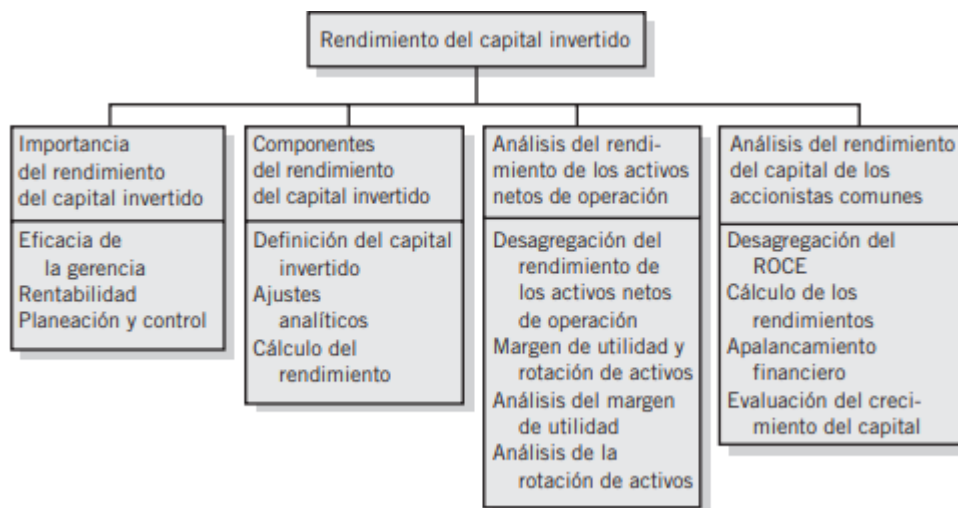 Rendimiento del capital invertido
Importancia
del rendimiento
del capital invertido
Eficacia de
la gerencia
Rentabilidad
Planeación y control
Componentes
del rendimiento
del capital invertido
Definición del capital
invertido
Ajustes
analíticos
Cálculo del
rendimiento
Análisis del rendi-
miento de los activos
netos de operación
Desagregación del
rendimiento de
los activos netos
de operación
Margen de utilidad y
rotación de activos
Análisis del margen
de utilidad
Análisis de la
rotación de activos
Análisis del rendimiento
del capital de los
accionistas comunes
Desagregación del
ROCE
Cálculo de los
rendimientos
Apalancamiento
financiero
Evaluación del creci-
miento del capital